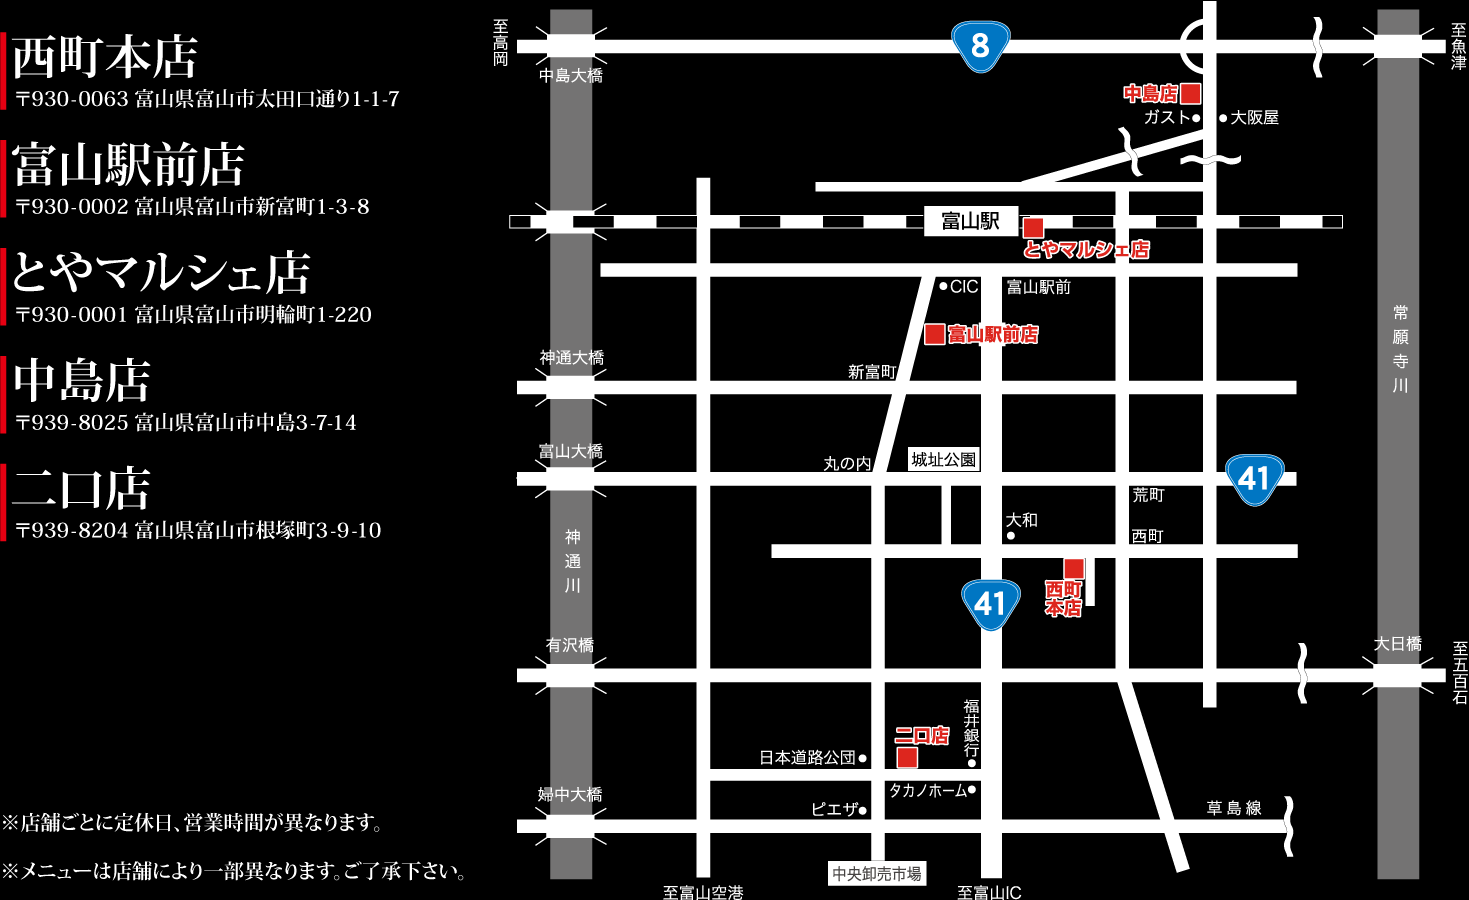 西町本店
〒930-0063 富山県富山市太田口通り1-1-7
富山駅前店
〒930-0002 富山県富山市新富町1-3-8
とやマルシェ店
〒930-0001 富山県富山市明輪町1-220
中島店
〒939-8025 富山県富山市中島3-7-14
二口店
〒939-8204 富山県富山市根塚町3-9-10
※店舗ごとに定休日、営業時間が異なります。
※メニューは店舗により一部異なります。ご了承下さい。
至高岡
中島大橋
8
至魚津
中島店
ガスト
大阪屋
富山駅
とやマルシェ店
CIC
富山駅前
富山駅前店
常願寺川
神通大橋
新富町
富山大橋
丸の内
城址公園
41
荒町
大和
西町
神通川
西町
本店
41
有沢橋
大日橋
至五百石
福井銀行
二口店
日本道路公団
タカノホーム
婦中大橋
ピエザ
草島線
中央卸売市場
至富山空港
至富山IC